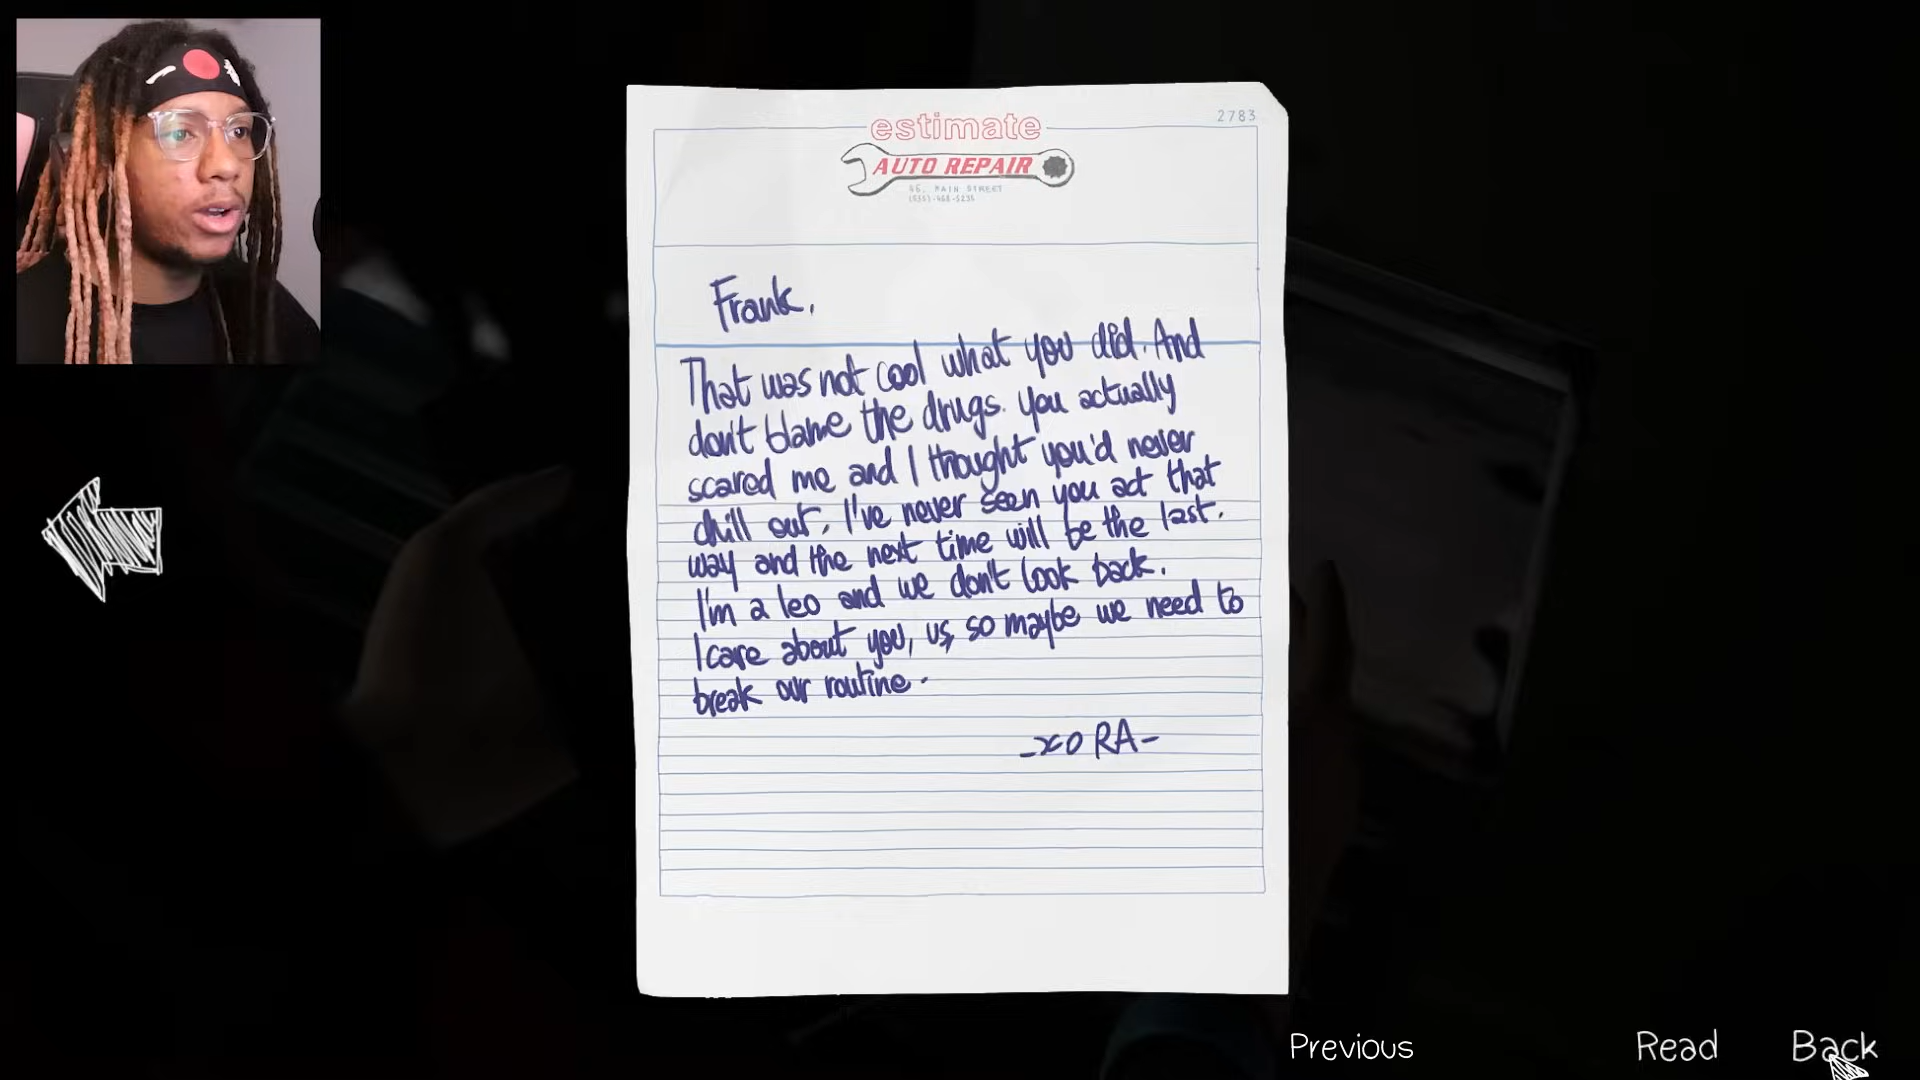 estimate
2783
AUTO REPAIR
MAIN STREET
Frank,
That was not cool what you did. And
don't blame the drugs. You actually
scared me and I thought you'd never
chill out. I've never seen you act that
way and the next time will be the last.
I'm a leo and we don't look back.
I care about you, us, so maybe we need to
break our routine.
-xo RA-
Previous
Read
Back